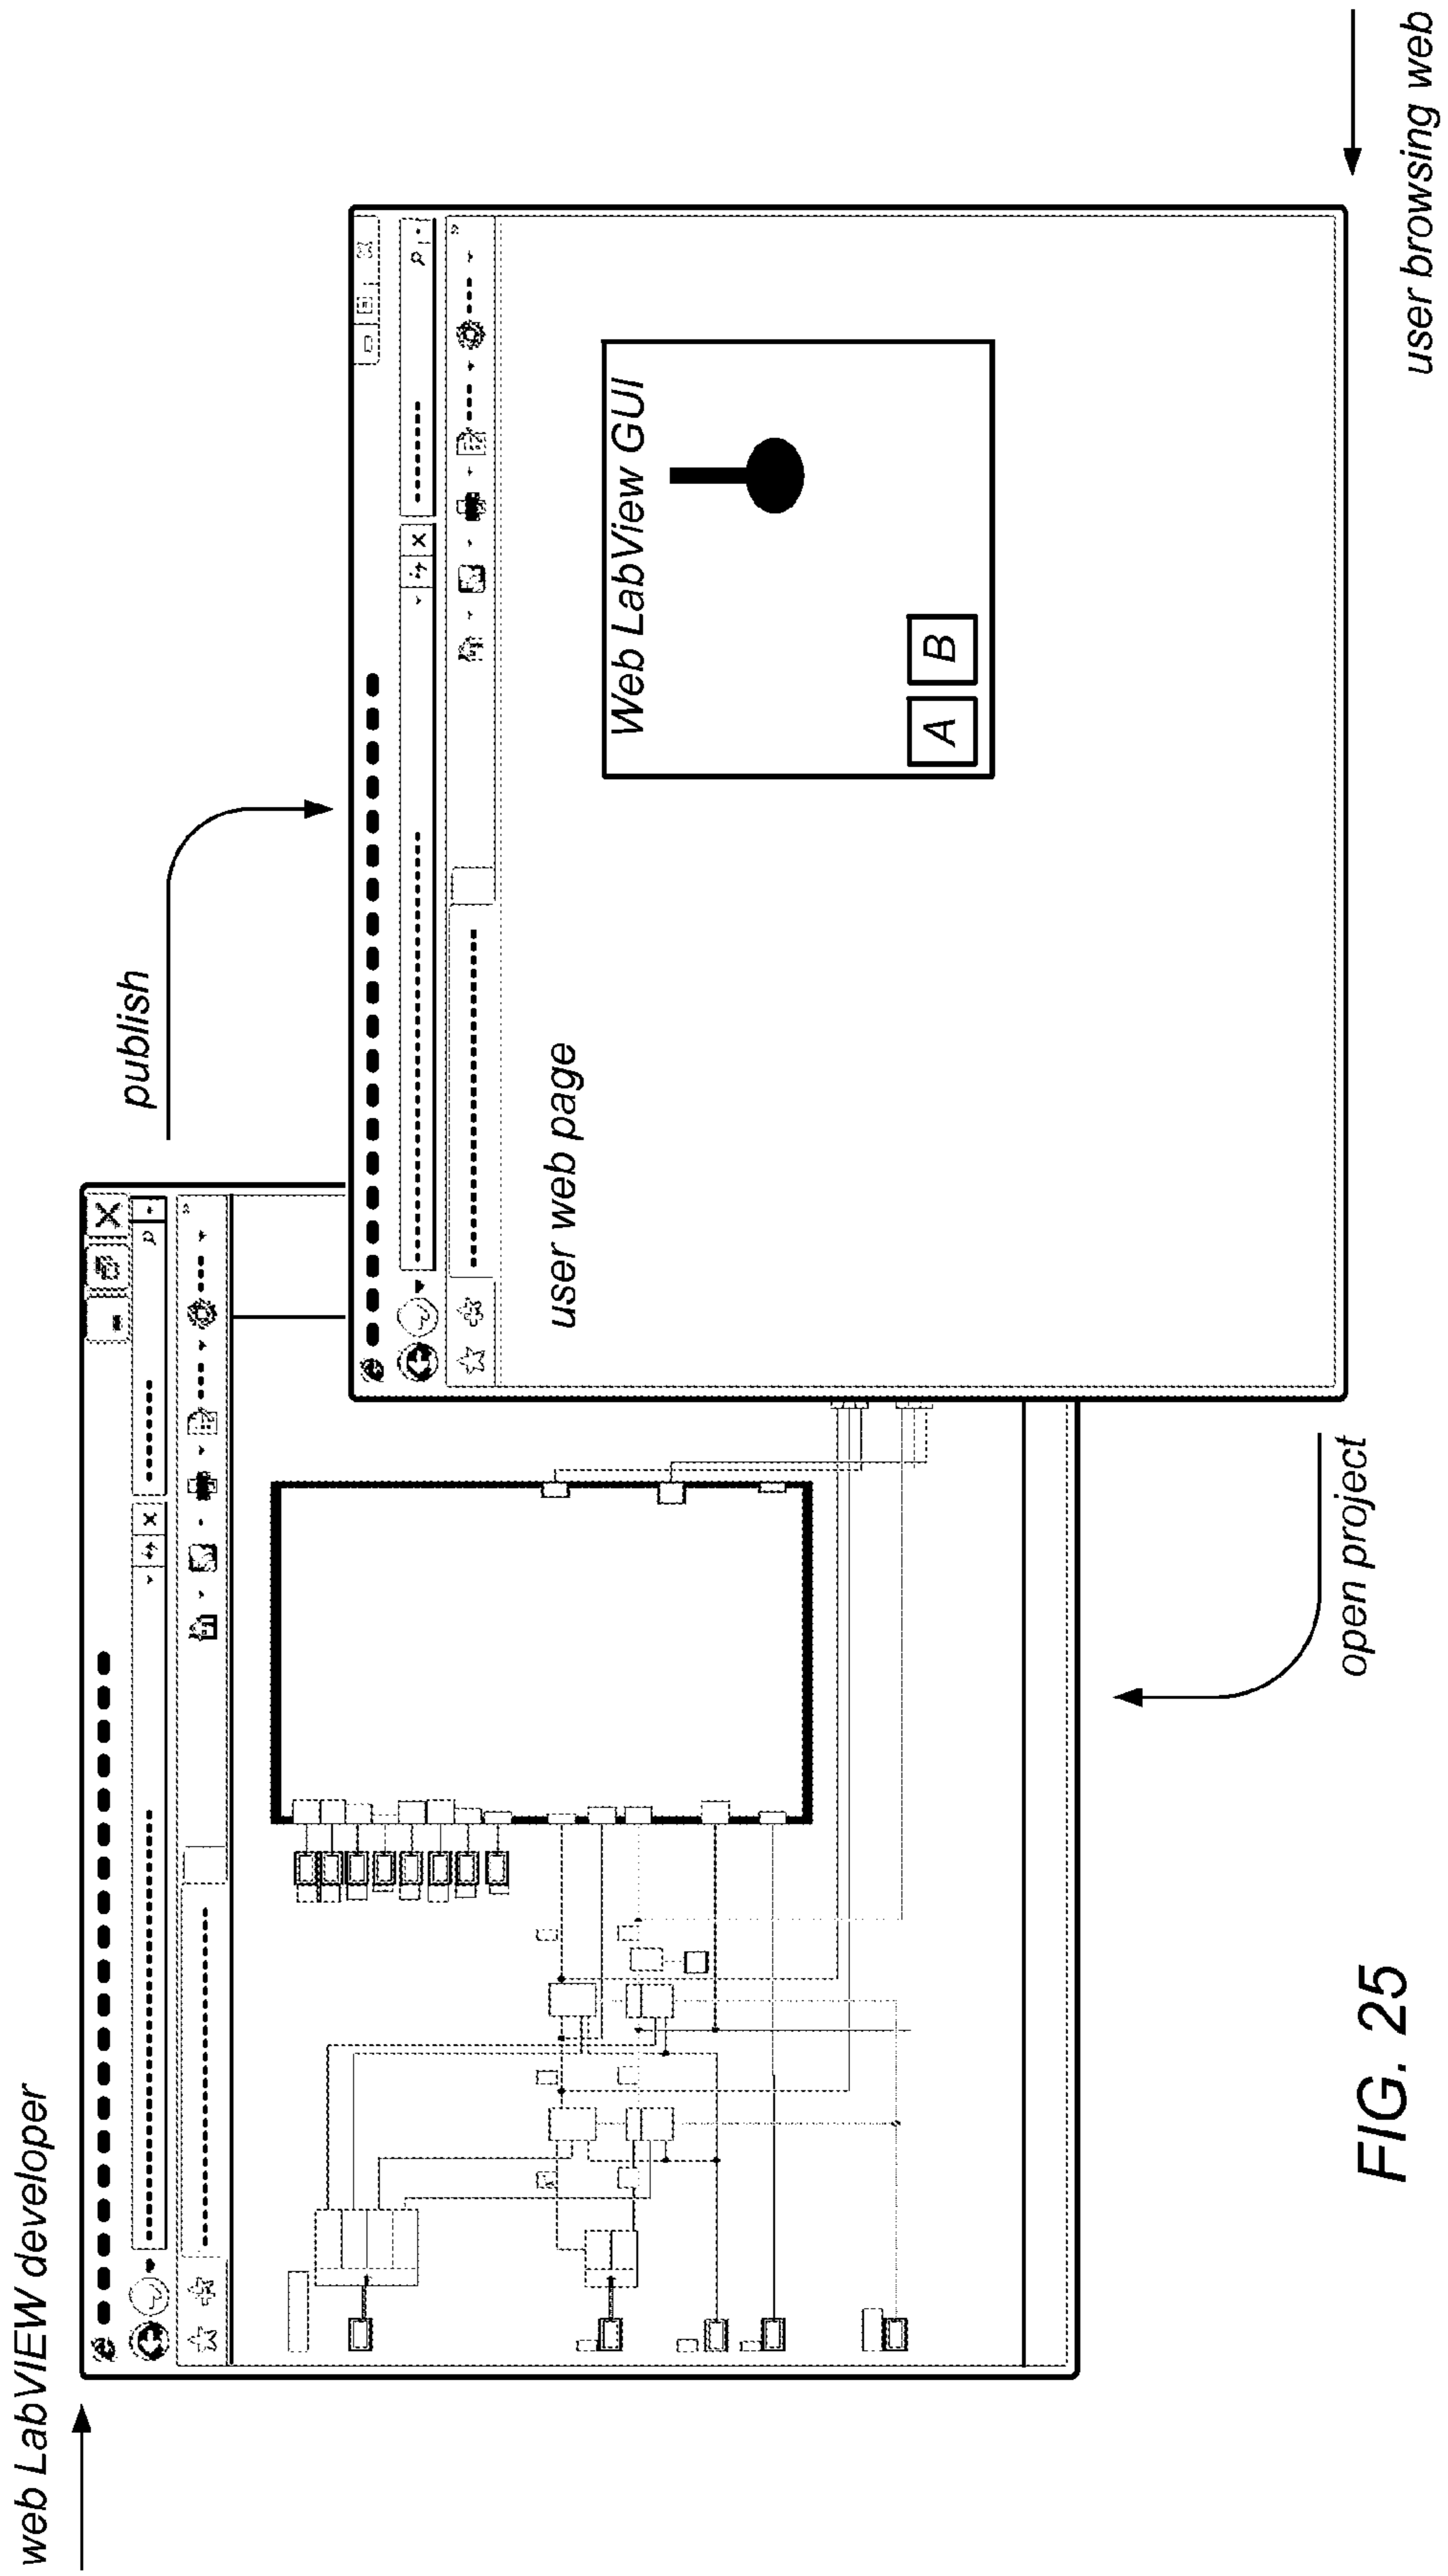 web LabVIEW developer
publish
user web page
Web LabView GUI
A B
open project
user browsing web
FIG. 25